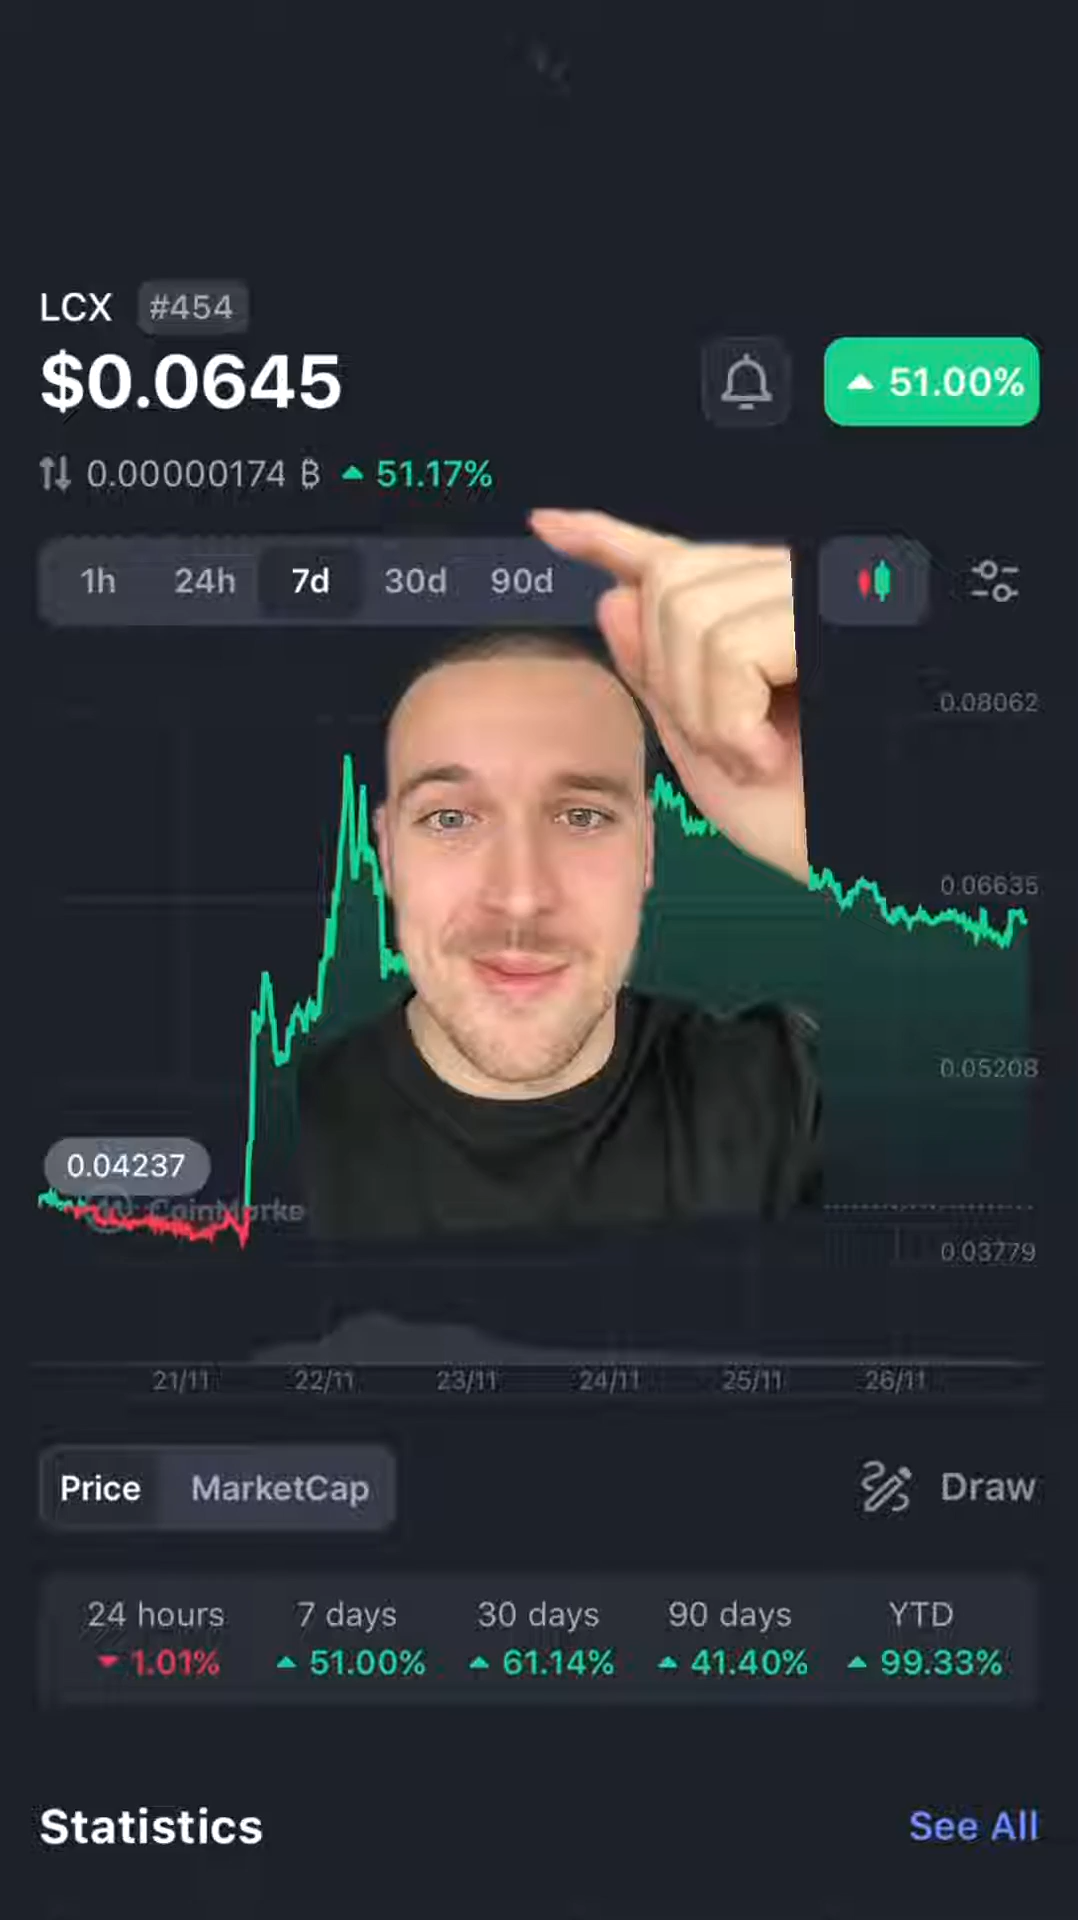 LCX #454
$0.0645
51.00%
0.00000174 ₿ 51.17%
1h 24h 7d 30d 90d
0.08062
0.06635
0.05208
0.04237
0.03779
21/11 22/11 23/11 24/11 25/11 26/11
Price MarketCap Draw
24 hours 7 days 30 days 90 days YTD
1.01% 51.00% 61.14% 41.40% 99.33%
Statistics See All